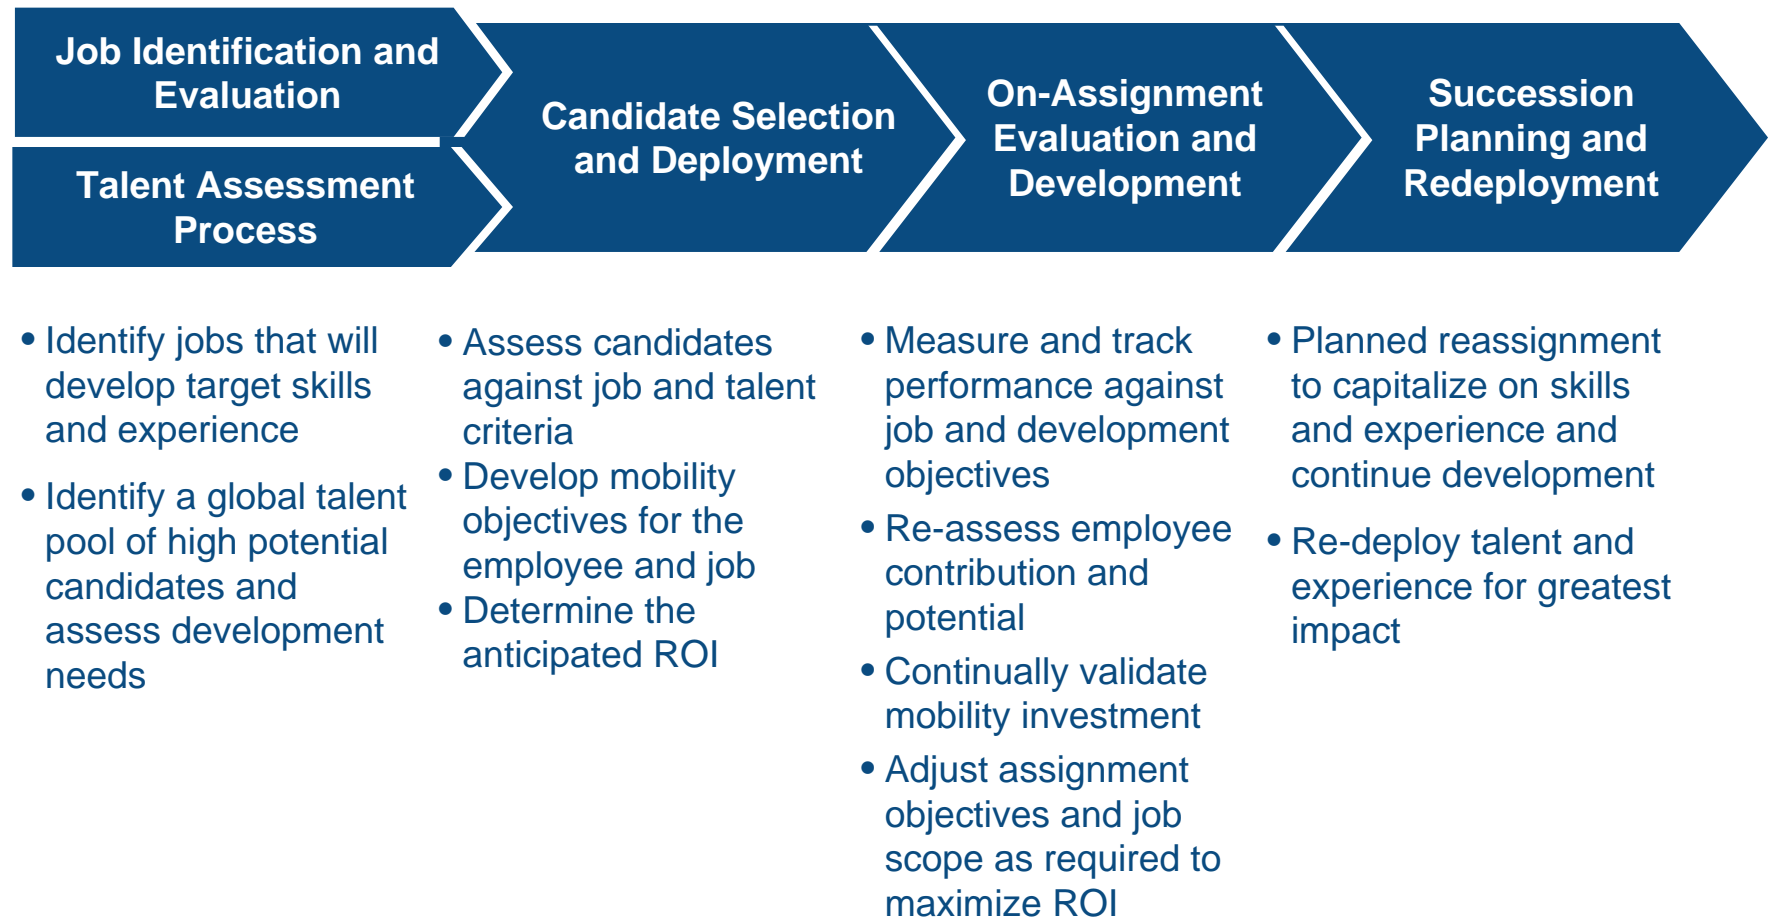 Job Identification and
Evaluation
Talent Assessment
Process
Candidate Selection
and Deployment
On-Assignment
Evaluation and
Development
Succession
Planning and
Redeployment
• Identify jobs that will
develop target skills
and experience
• Identify a global talent
pool of high potential
candidates and
assess development
needs
• Assess candidates
against job and talent
criteria
• Develop mobility
objectives for the
employee and job
• Determine the
anticipated ROI
• Measure and track
performance against
job and development
objectives
• Re-assess employee
contribution and
potential
• Continually validate
mobility investment
• Adjust assignment
objectives and job
scope as required to
maximize ROI
• Planned reassignment
to capitalize on skills
and experience and
continue development
• Re-deploy talent and
experience for greatest
impact